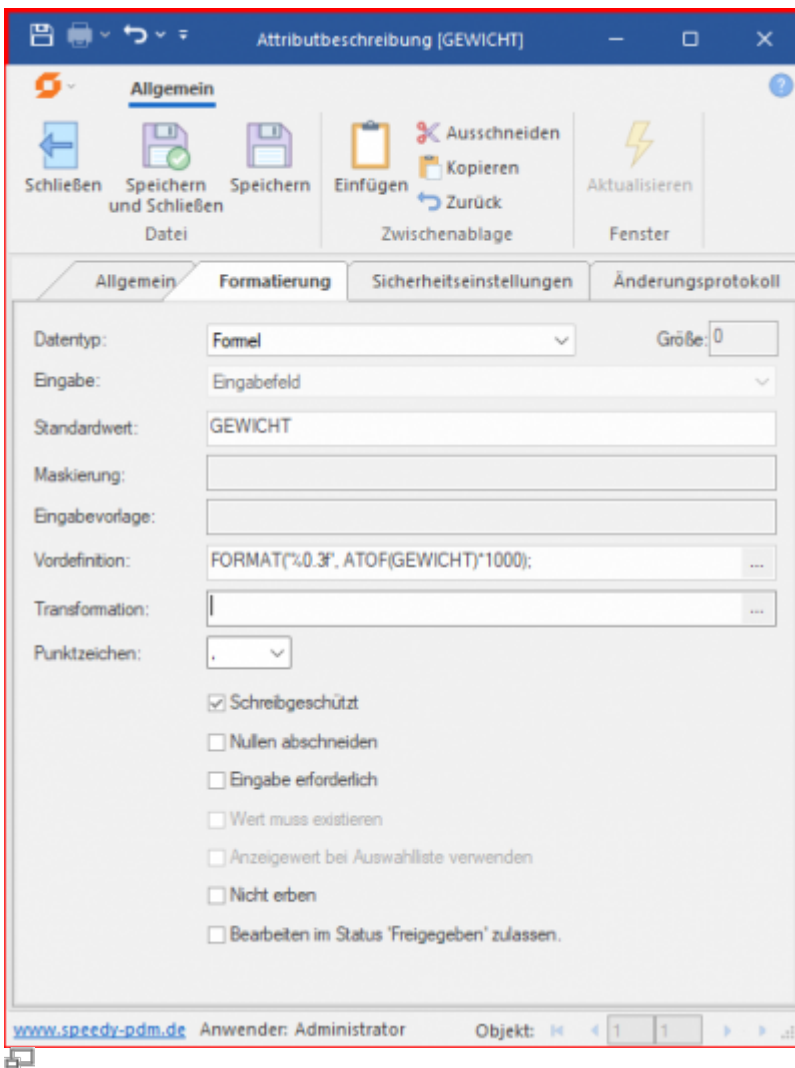 Attributbeschreibung [GEWICHT]
Allgemein
Schließen
Speichern und Schließen
Speichern
Datei
Einfügen
Ausschneiden
Kopieren
Zurück
Zwischenablage
Aktualisieren
Fenster
Allgemein Formatierung Sicherheitseinstellungen Änderungsprotokoll
Datentyp: Formel Größe: 0
Eingabe: Eingabefeld
Standardwert: GEWICHT
Maskierung:
Eingabevorlage:
Vordefinition: FORMAT("%0.3f", ATOF(GEWICHT)*1000); ...
Transformation: ...
Punktzeichen: .
Schreibgeschützt
Nullen abschneiden
Eingabe erforderlich
Wert muss existieren
Anzeigewert bei Auswahlliste verwenden
Nicht erben
Bearbeiten im Status 'Freigegeben' zulassen.
www.speedy-pdm.de Anwender: Administrator Objekt: 1 1